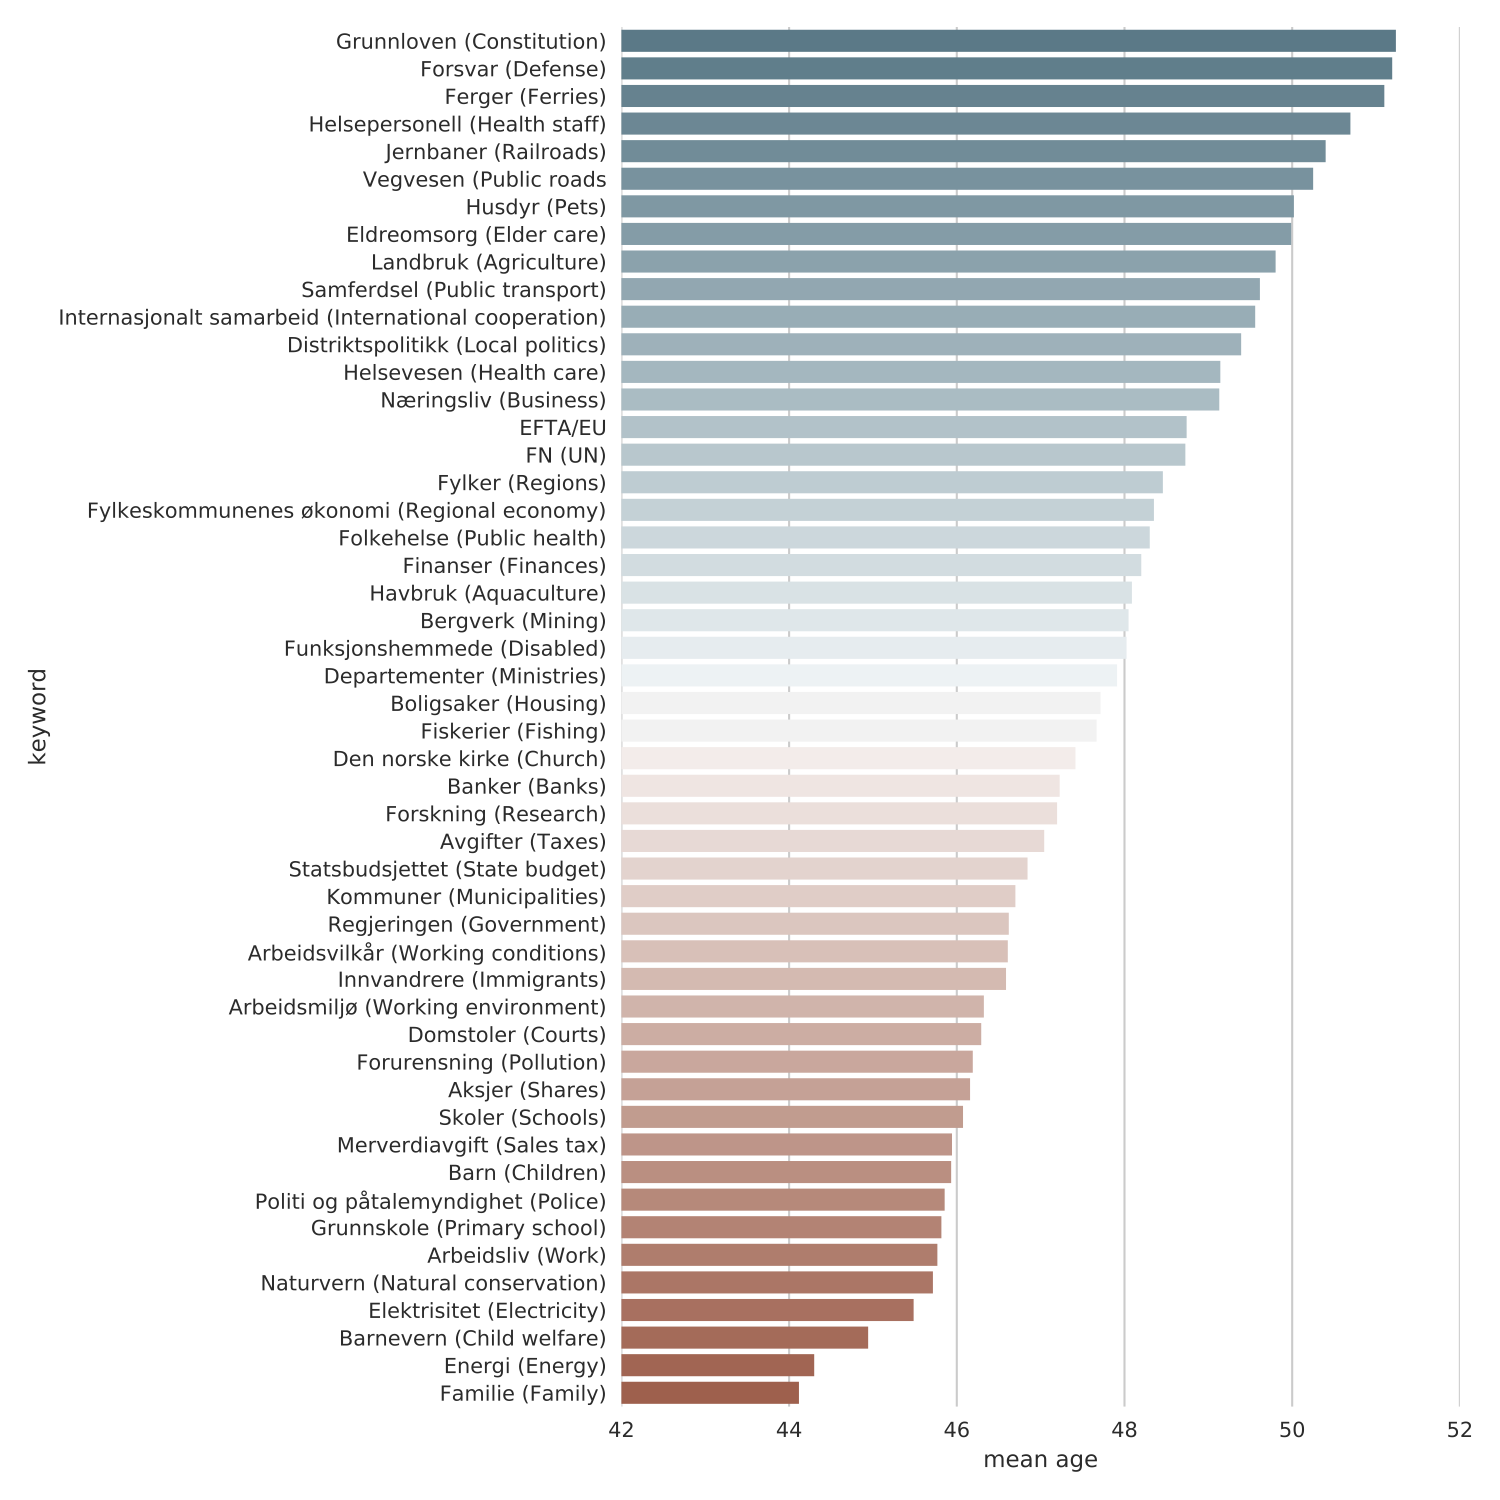 Grunnloven (Constitution)
Forsvar (Defense)
Ferger (Ferries)
Helsepersonell (Health staff)
Jernbaner (Railroads)
Vegvesen (Public roads
Husdyr (Pets)
Eldreomsorg (Elder care)
Landbruk (Agriculture)
Samferdsel (Public transport)
Internasjonalt samarbeid (International cooperation)
Distriktspolitikk (Local politics)
Helsevesen (Health care)
Næringsliv (Business)
EFTA/EU
FN (UN)
Fylker (Regions)
Fylkeskommunenes økonomi (Regional economy)
Folkehelse (Public health)
Finanser (Finances)
Havbruk (Aquaculture)
Bergverk (Mining)
Funksjonshemmede (Disabled)
Departementer (Ministries)
Boligsaker (Housing)
Fiskerier (Fishing)
Den norske kirke (Church)
Banker (Banks)
Forskning (Research)
Avgifter (Taxes)
Statsbudsjettet (State budget)
Kommuner (Municipalities)
Regjeringen (Government)
Arbeidsvilkår (Working conditions)
Innvandrere (Immigrants)
Arbeidsmiljø (Working environment)
Domstoler (Courts)
Forurensning (Pollution)
Aksjer (Shares)
Skoler (Schools)
Merverdiavgift (Sales tax)
Barn (Children)
Politi og påtalemyndighet (Police)
Grunnskole (Primary school)
Arbeidsliv (Work)
Naturvern (Natural conservation)
Elektrisitet (Electricity)
Barnevern (Child welfare)
Energi (Energy)
Familie (Family)
keyword
42 44 46 48 50 52
mean age